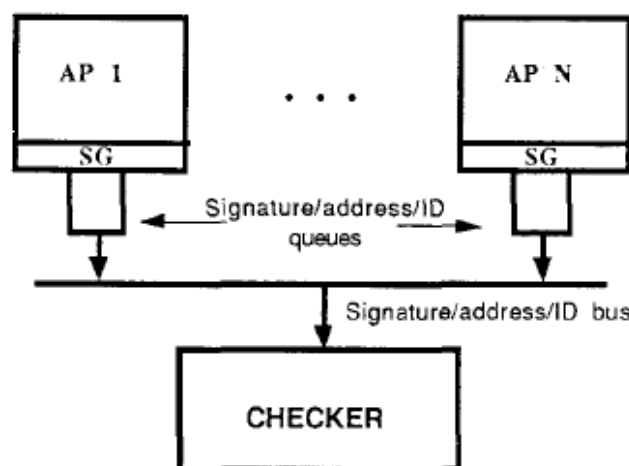 AP 1
AP N
. . .
SG
SG
Signature/address/ID
queues
Signature/address/ID bus
CHECKER